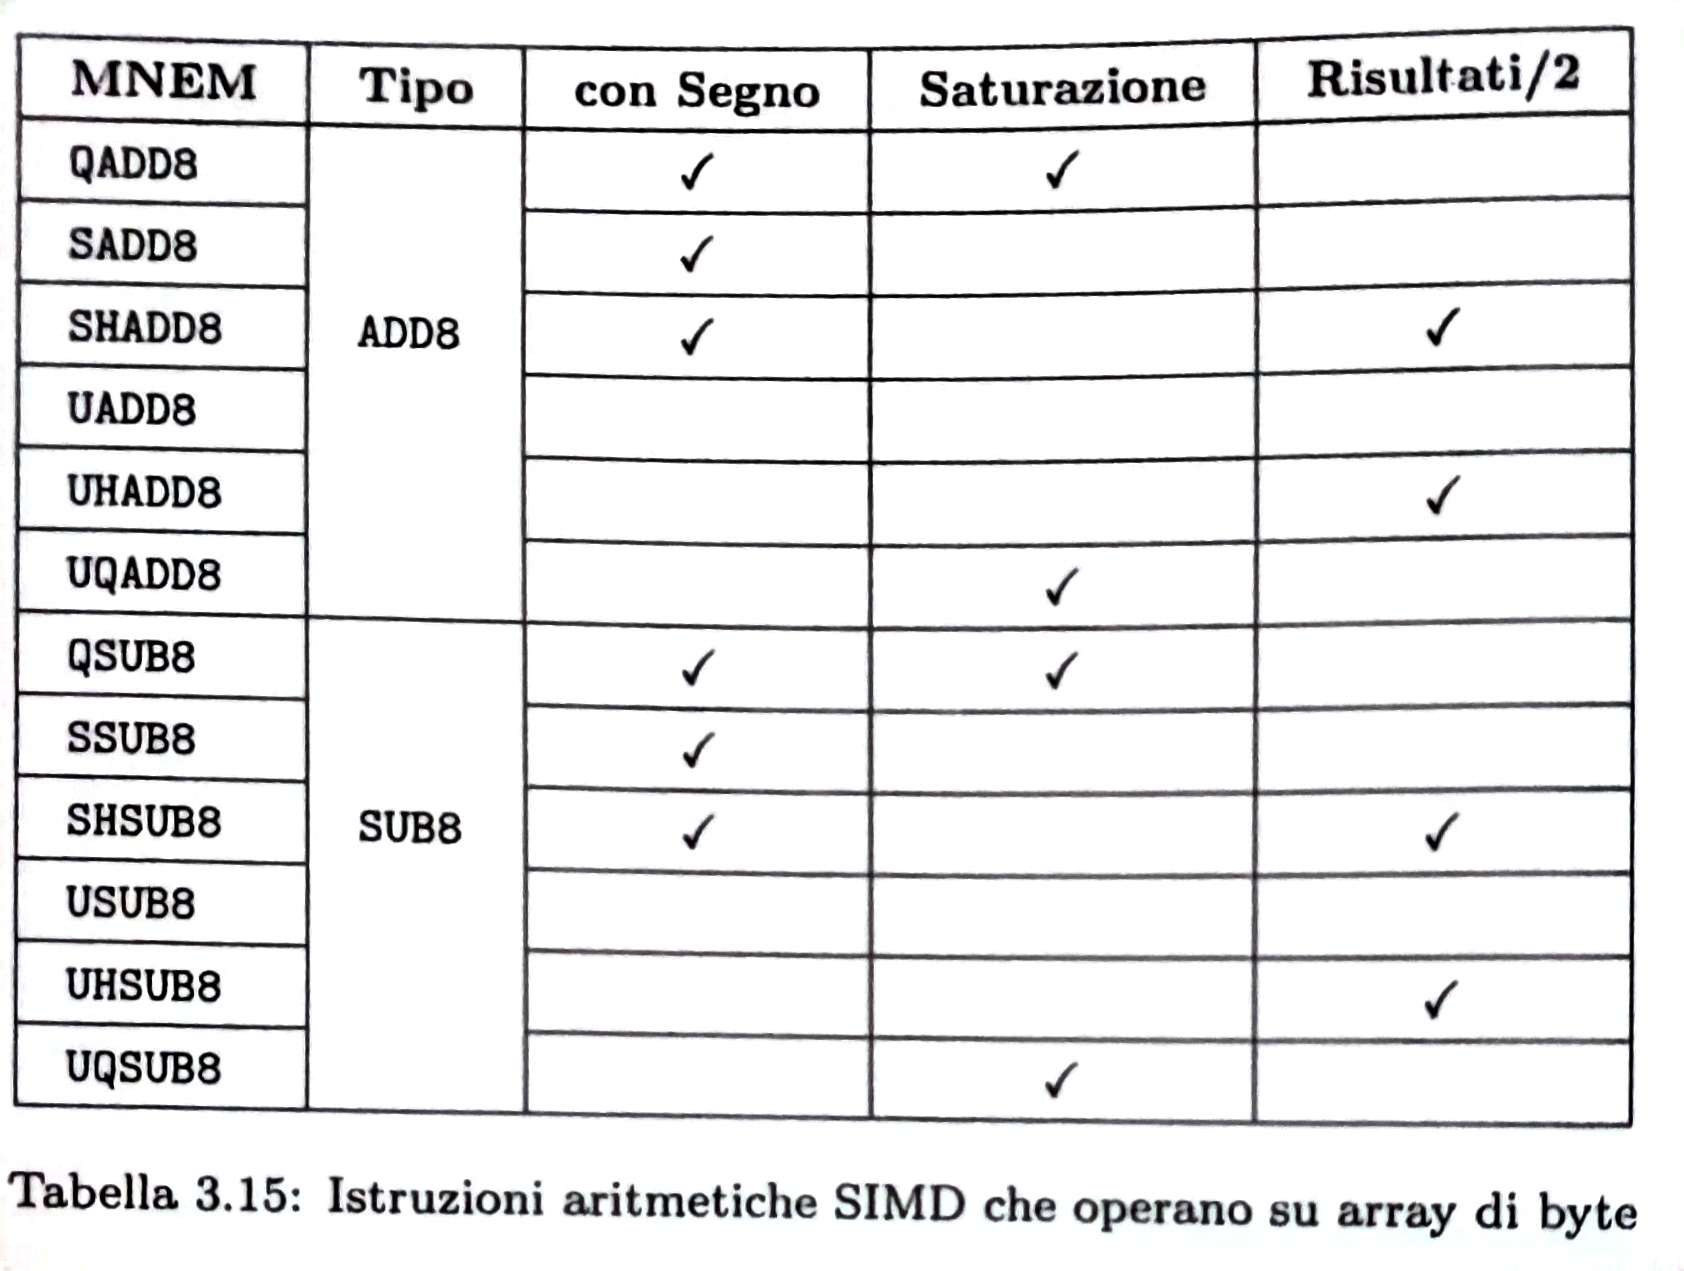 MNEM Tipo con Segno Saturazione Risultati/2
QADD8 ✓ ✓
SADD8 ✓
SHADD8 ADD8 ✓ ✓
UADD8
UHADD8 ✓
UQADD8 ✓
QSUB8 ✓ ✓
SSUB8 ✓
SHSUB8 SUB8 ✓ ✓
USUB8
UHSUB8 ✓
UQSUB8 ✓
Tabella 3.15: Istruzioni aritmetiche SIMD che operano su array di byte